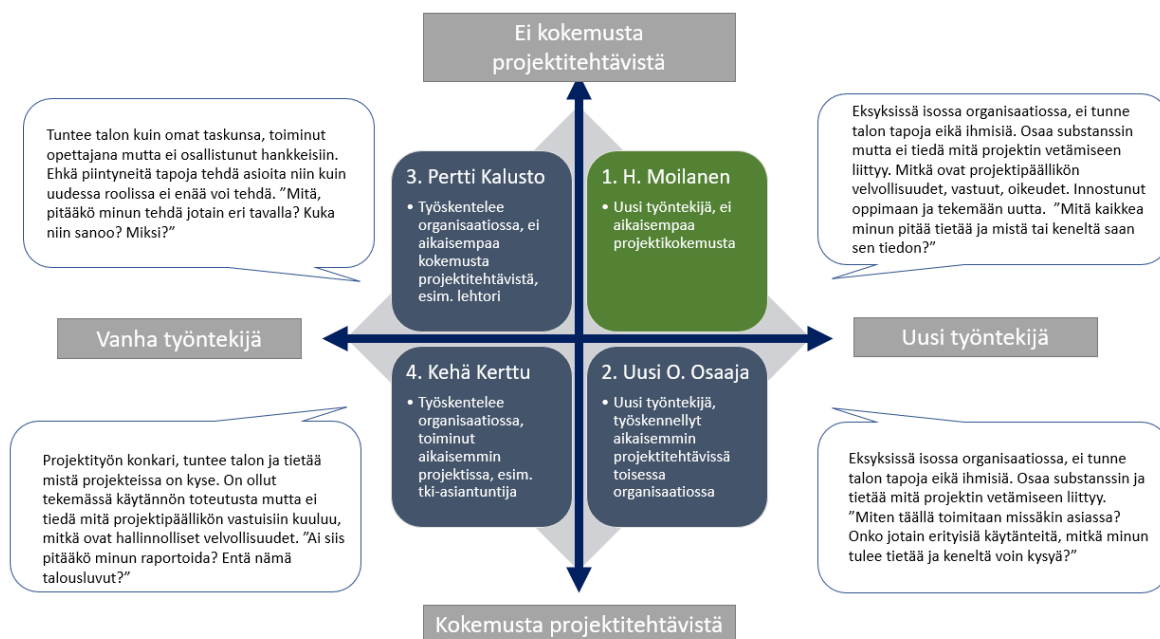 Ei kokemusta
projektitehtävistä
Tuntee talon kuin omat taskunsa, toiminut
opettajana mutta ei osallistunut hankkeisiin.
Ehkä piintyneitä tapoja tehdä asioita niin kuin
uudessa roolissa ei enää voi tehdä. ”Mitä,
pitääkö minun tehdä jotain eri tavalla? Kuka
niin sanoo? Miksi?”
3. Pertti Kalusto
• Työskentelee
organisaatiossa, ei
aikaisempaa
kokemusta
projektitehtävistä,
esim. lehtori
1. H. Moilanen
• Uusi työntekijä, ei
aikaisempaa
projektikokemusta
Eksyksissä isossa organisaatiossa, ei tunne
talon tapoja eikä ihmisiä. Osaa substanssin
mutta ei tiedä mitä projektin vetämiseen
liittyy. Mitkä ovat projektipäällikön
velvollisuudet, vastuut, oikeudet. Innostunut
oppimaan ja tekemään uutta.  ”Mitä kaikkea
minun pitää tietää ja mistä tai keneltä saan
sen tiedon?”
Vanha työntekijä
Uusi työntekijä
Projektityön konkari, tuntee talon ja tietää
mistä projekteissa on kyse. On ollut
tekemässä käytännön toteutusta mutta ei
tiedä mitä projektipäällikön vastuisiin kuuluu,
mitkä ovat hallinnolliset velvollisuudet. ”Ai siis
pitääkö minun raportoida? Entä nämä
talousluvut?”
4. Kehä Kerttu
• Työskentelee
organisaatiossa,
toiminut
aikaisemmin
projektissa, esim.
tki-asiantuntija
2. Uusi O. Osaaja
• Uusi työntekijä,
työskennellyt
aikaisemmin
projektitehtävissä
toisessa
organisaatiossa
Eksyksissä isossa organisaatiossa, ei tunne
talon tapoja eikä ihmisiä. Osaa substanssin ja
tietää mitä projektin vetämiseen liittyy.
”Miten täällä toimitaan missäkin asiassa?
Onko jotain erityisiä käytänteitä, mitkä minun
tulee tietää ja keneltä voin kysyä?”
Kokemusta projektitehtävistä